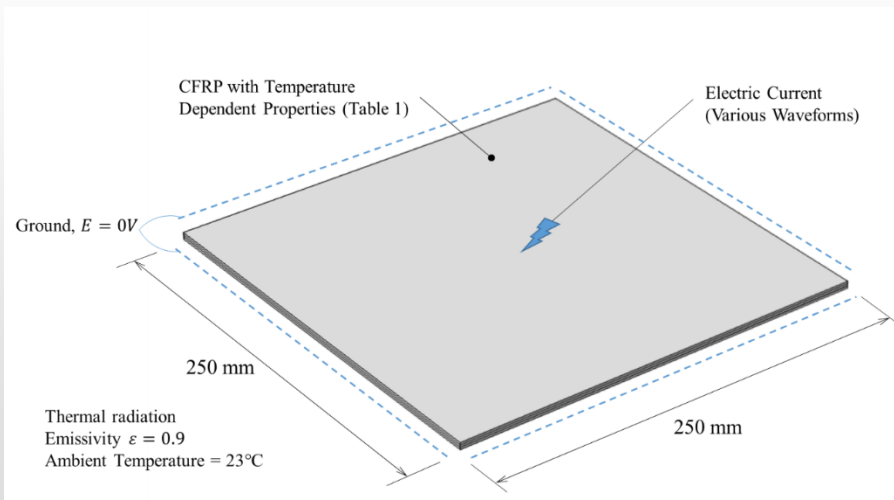 CFRP with Temperature
Dependent Properties (Table 1)
Electric Current
(Various Waveforms)
Ground, E = 0V
250 mm
250 mm
Thermal radiation
Emissivity ε = 0.9
Ambient Temperature = 23℃